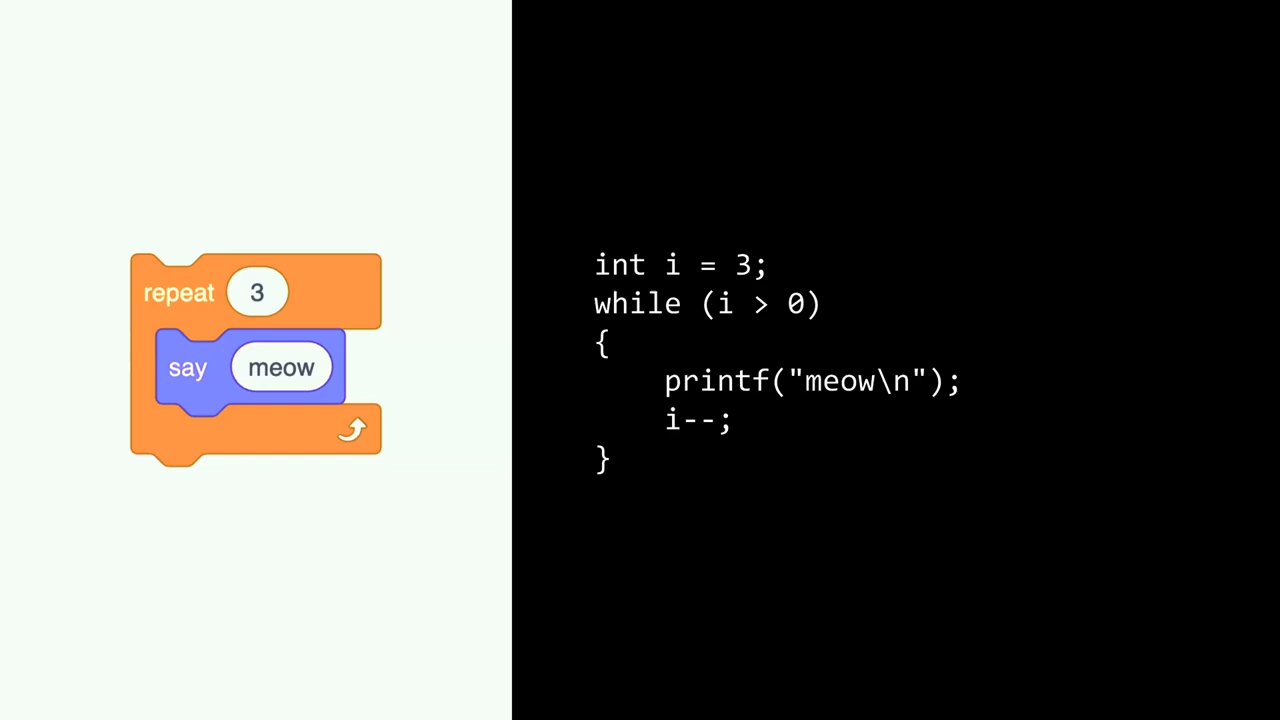 repeat 3
say meow
int i = 3;
while (i > 0)
{
    printf("meow\n");
    i--;
}